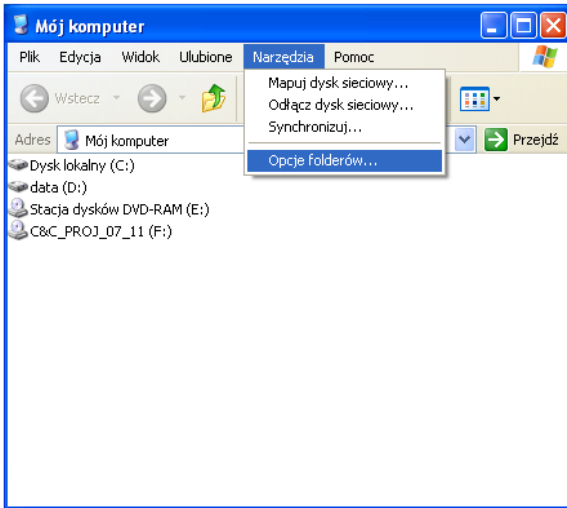 Mój komputer
Plik Edycja Widok Ulubione Narzędzia Pomoc
Wstecz
Mapuj dysk sieciowy...
Odłącz dysk sieciowy...
Synchronizuj...
Opcje folderów...
Adres Mój komputer Przejdź
Dysk lokalny (C:)
data (D:)
Stacja dysków DVD-RAM (E:)
C&C_PROJ_07_11 (F:)